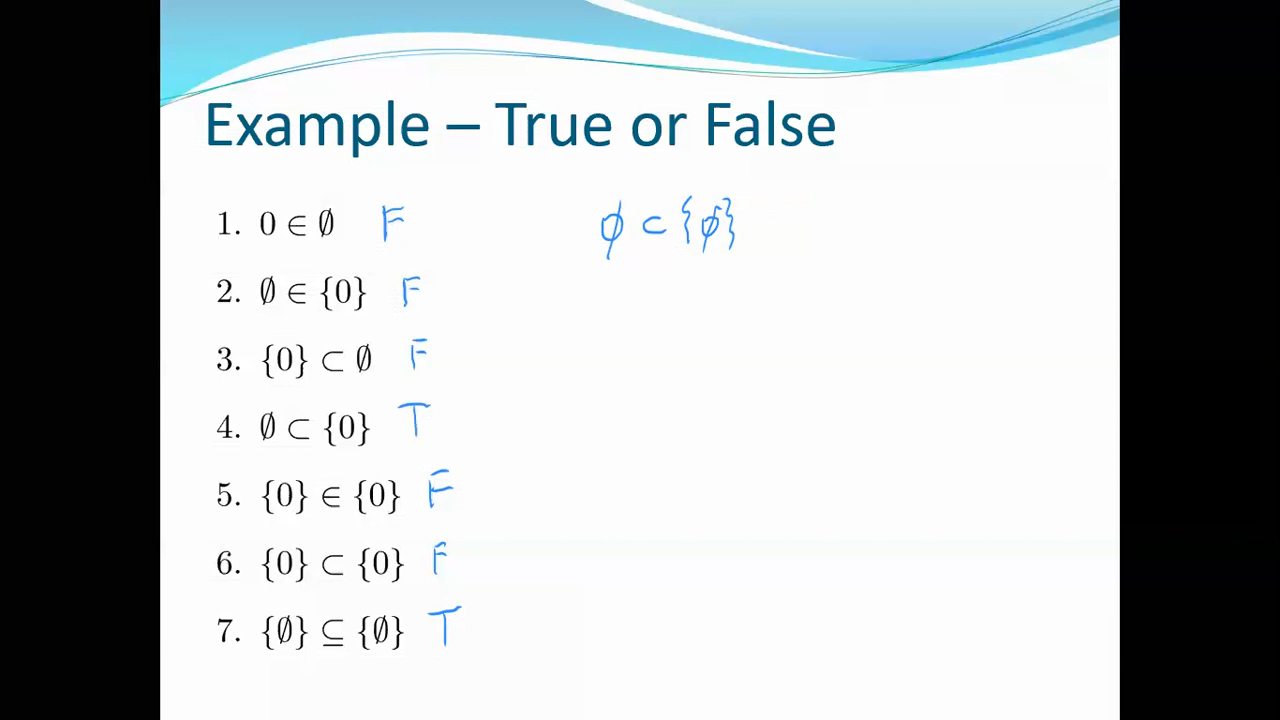 Example – True or False
1. 0 ∈ ∅ F
ϕ ⊂ {ϕ}
2. ∅ ∈ {0} F
3. {0} ⊂ ∅ F
4. ∅ ⊂ {0} T
5. {0} ∈ {0} F
6. {0} ⊂ {0} F
7. {∅} ⊆ {∅} T